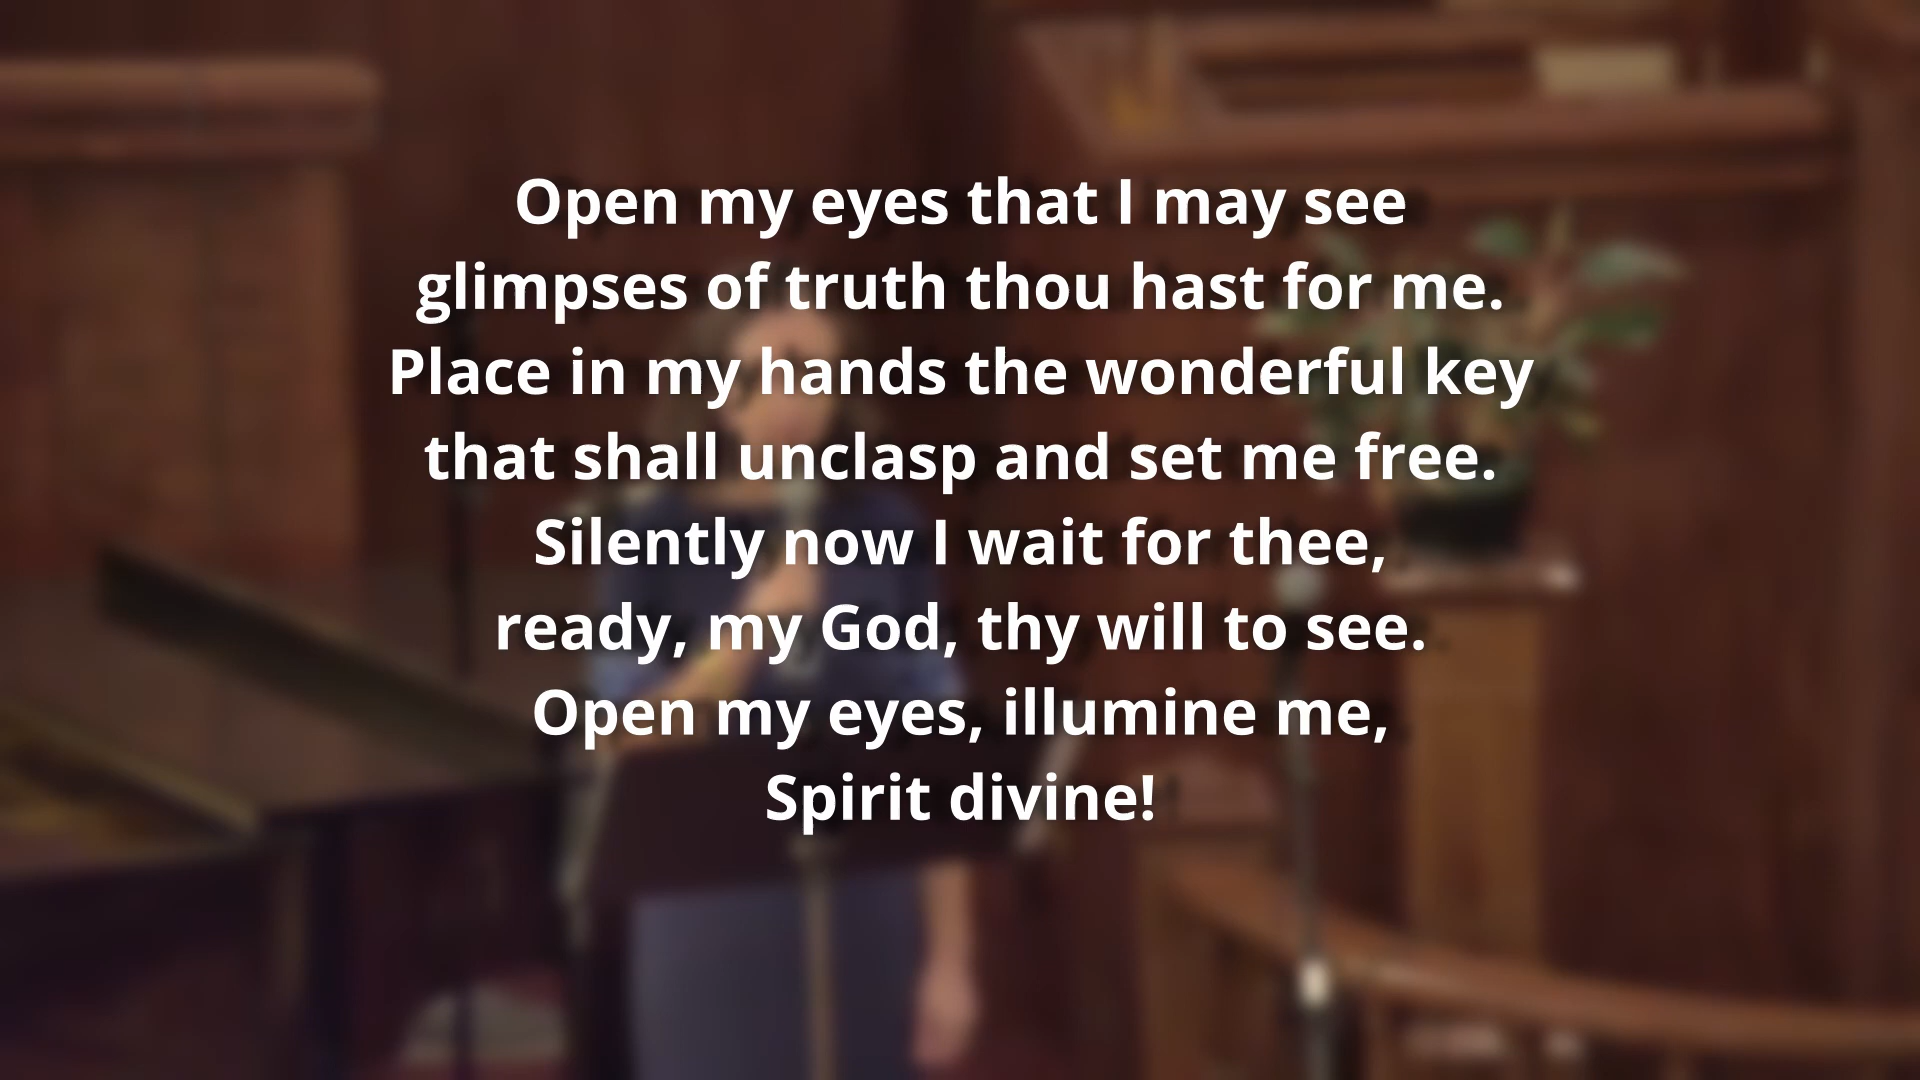 Open my eyes that I may see
glimpses of truth thou hast for me.
Place in my hands the wonderful key
that shall unclasp and set me free.
Silently now I wait for thee,
ready, my God, thy will to see.
Open my eyes, illumine me,
Spirit divine!